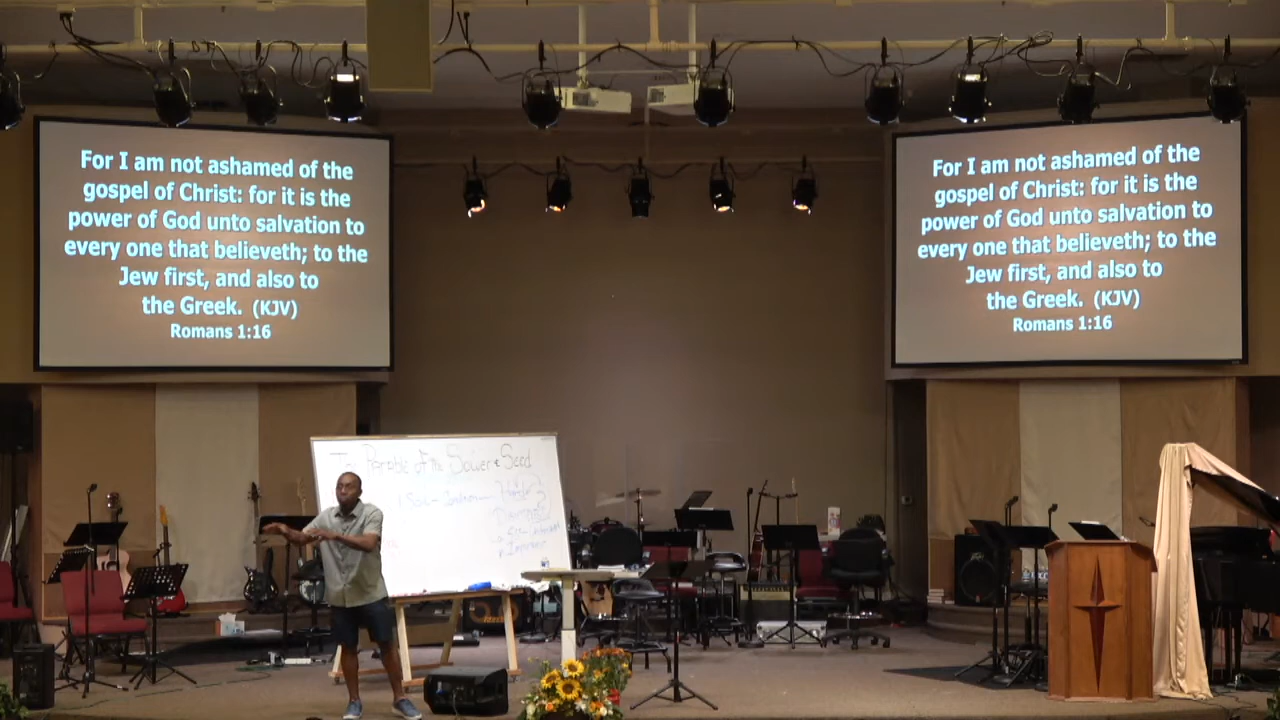 For I am not ashamed of the
gospel of Christ: for it is the
power of God unto salvation to
every one that believeth; to the
Jew first, and also to
the Greek. (KJV)
Romans 1:16
For I am not ashamed of the
gospel of Christ: for it is the
power of God unto salvation to
every one that believeth; to the
Jew first, and also to
the Greek. (KJV)
Romans 1:16
of the Sower & Seed